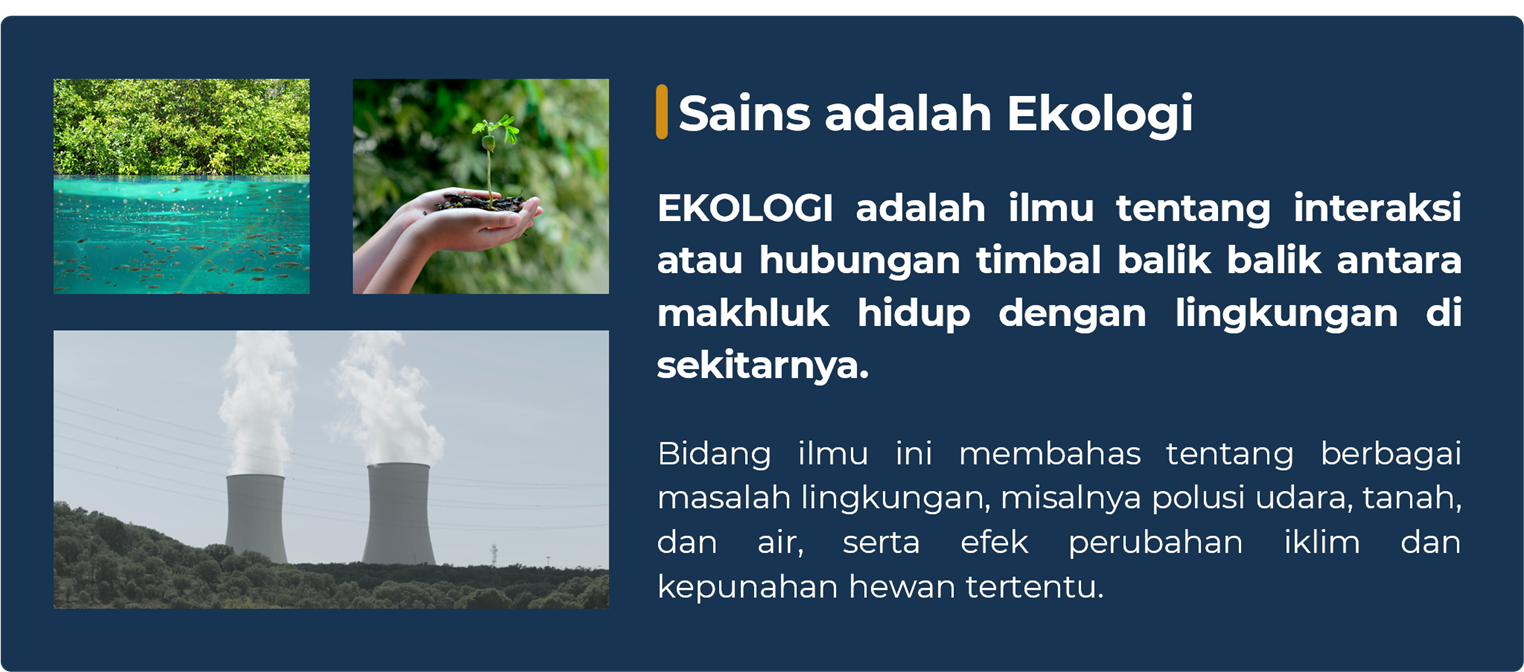 Sains adalah Ekologi
EKOLOGI adalah ilmu tentang interaksi
atau hubungan timbal balik balik antara
makhluk hidup dengan lingkungan di
sekitarnya.
Bidang ilmu ini membahas tentang berbagai
masalah lingkungan, misalnya polusi udara, tanah,
dan air, serta efek perubahan iklim dan
kepunahan hewan tertentu.